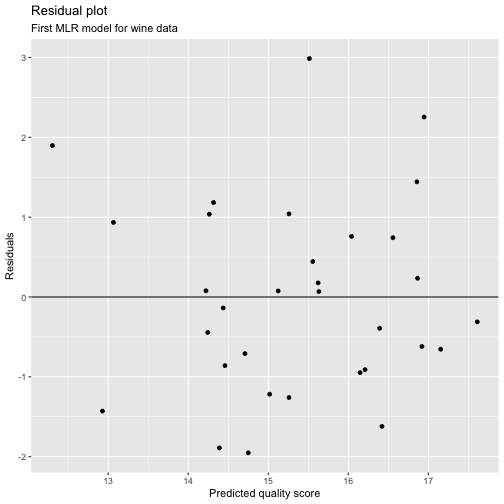 Residual plot
First MLR model for wine data
3
2
1
0
-1
-2
Residuals
13
14
15
16
17
Predicted quality score